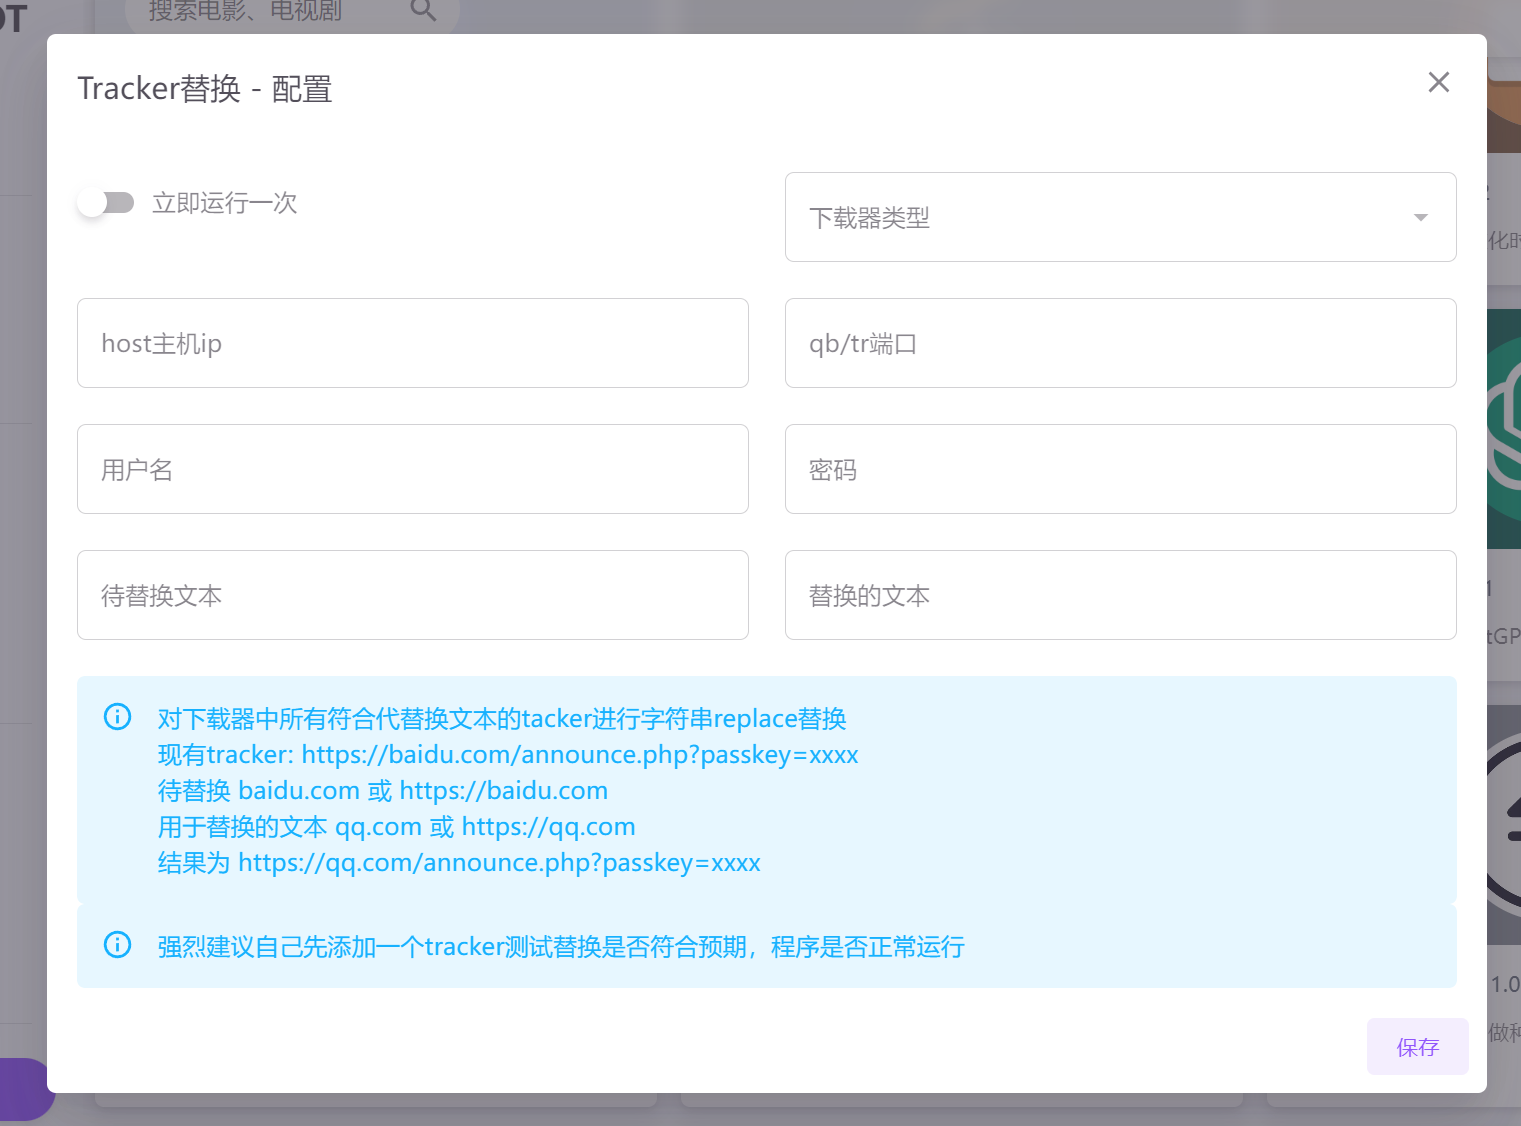 OT
搜索电影、电视剧
Tracker替换 - 配置
立即运行一次
下载器类型
host主机ip
qb/tr端口
用户名
密码
待替换文本
替换的文本
对下载器中所有符合代替换文本的tacker进行字符串replace替换
现有tracker: https://baidu.com/announce.php?passkey=xxxx
待替换 baidu.com 或 https://baidu.com
用于替换的文本 qq.com 或 https://qq.com
结果为 https://qq.com/announce.php?passkey=xxxx
强烈建议自己先添加一个tracker测试替换是否符合预期，程序是否正常运行
保存
化时
1
tGP
1.0
做种